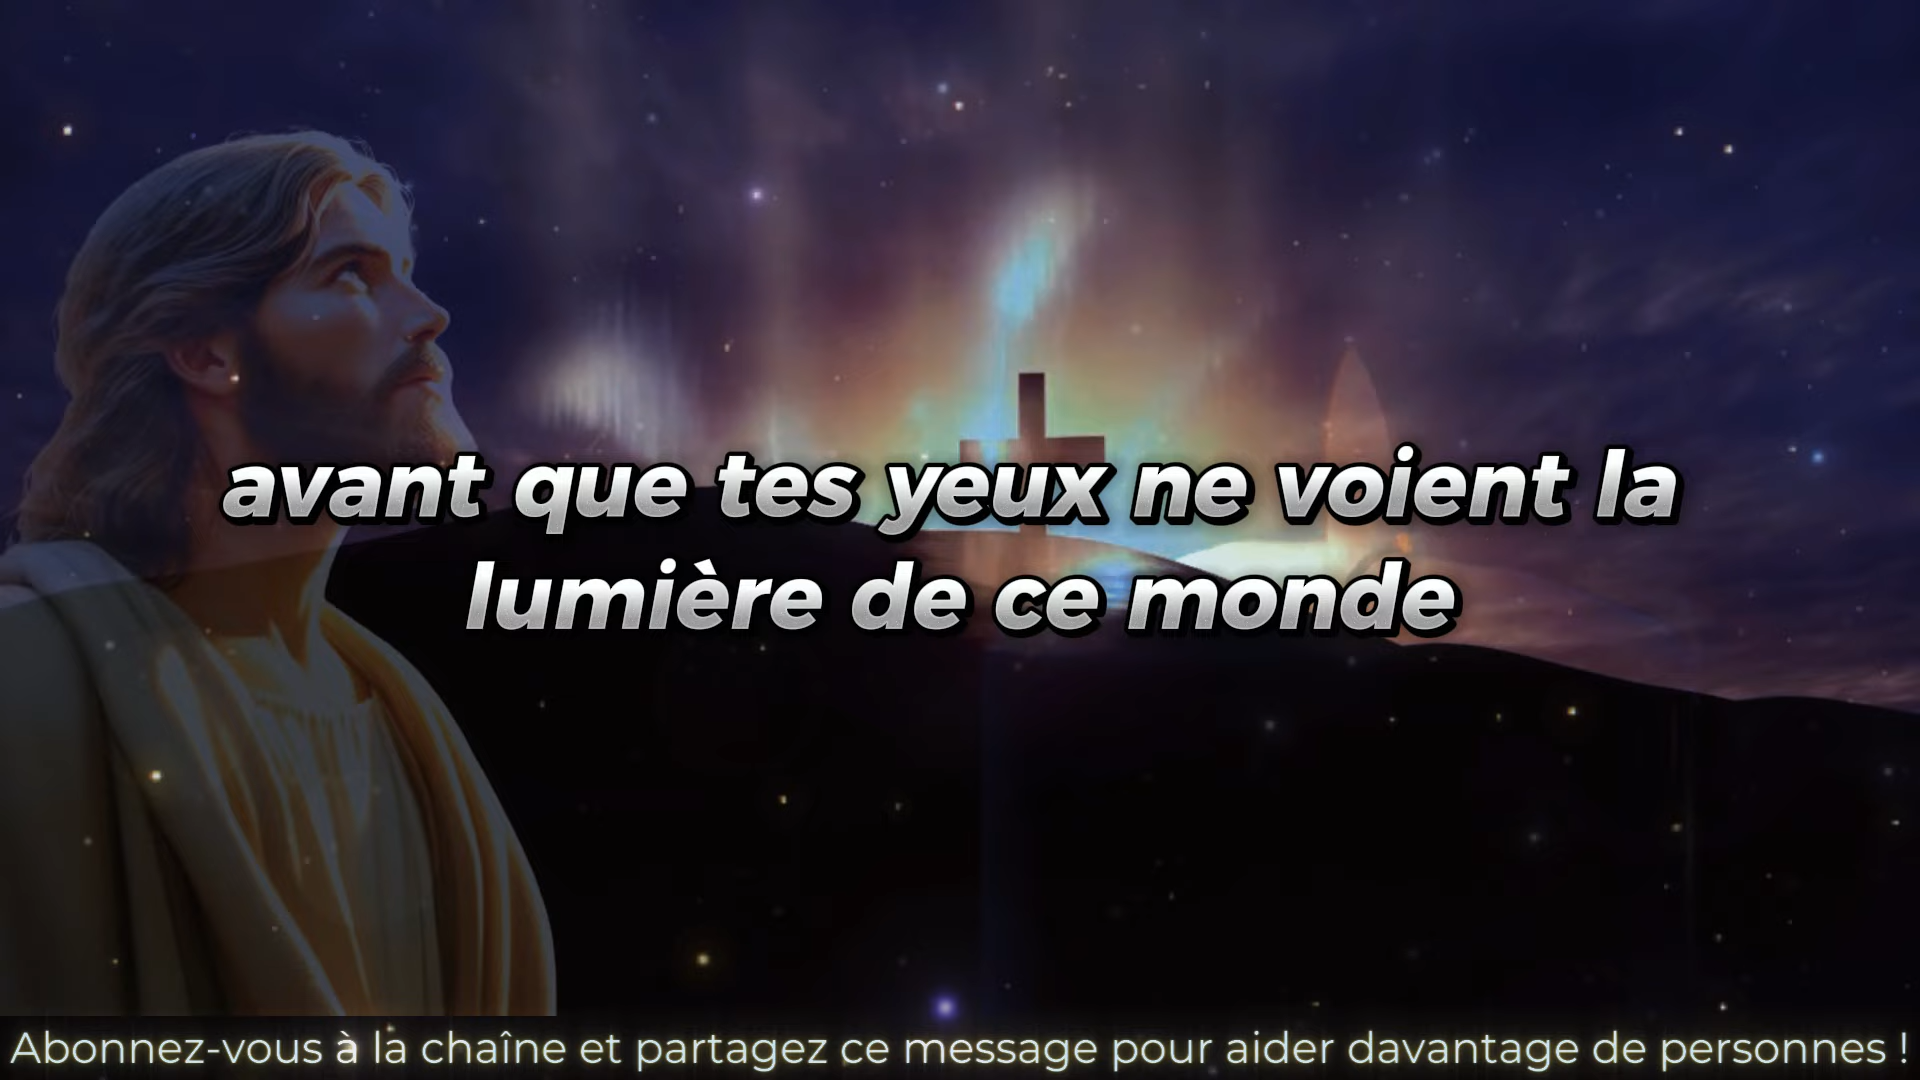 avant que tes yeux ne voient la
lumière de ce monde
Abonnez-vous à la chaîne et partagez ce message pour aider davantage de personnes !